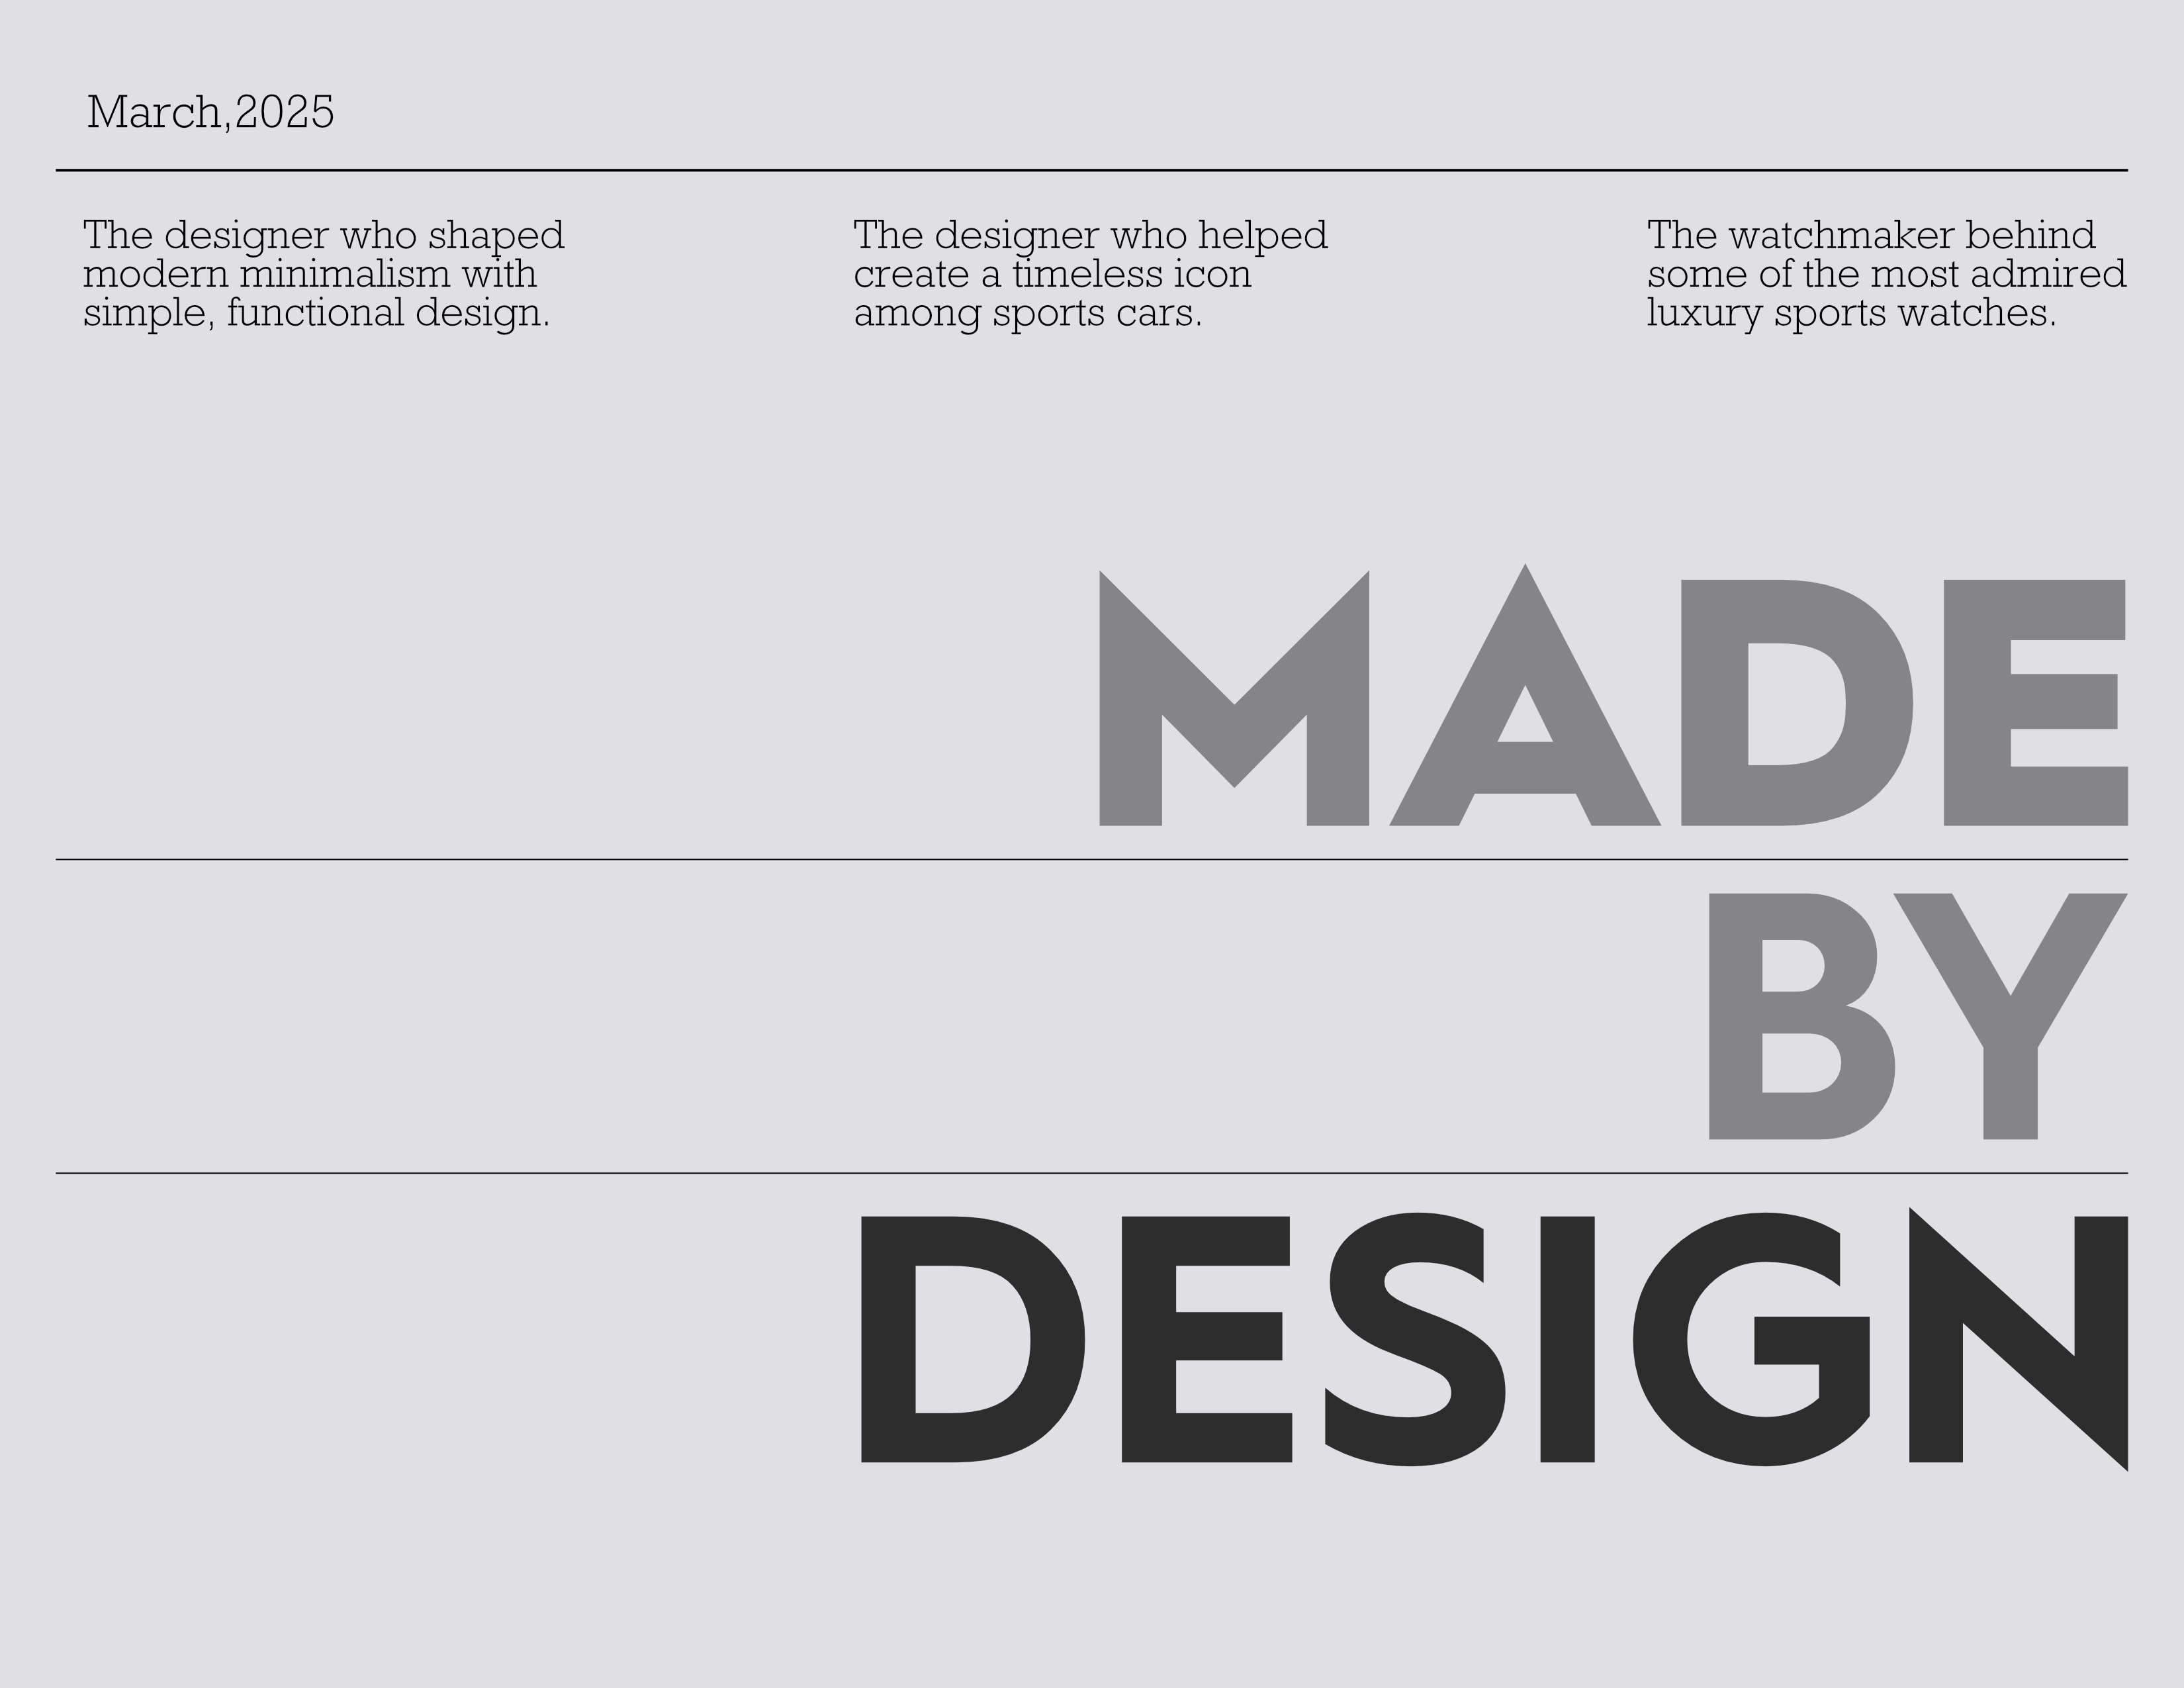 March,2025
The designer who shaped
modern minimalism with
simple, functional design.
The designer who helped
create a timeless icon
among sports cars.
The watchmaker behind
some of the most admired
luxury sports watches.
MADE
BY
DESIGN